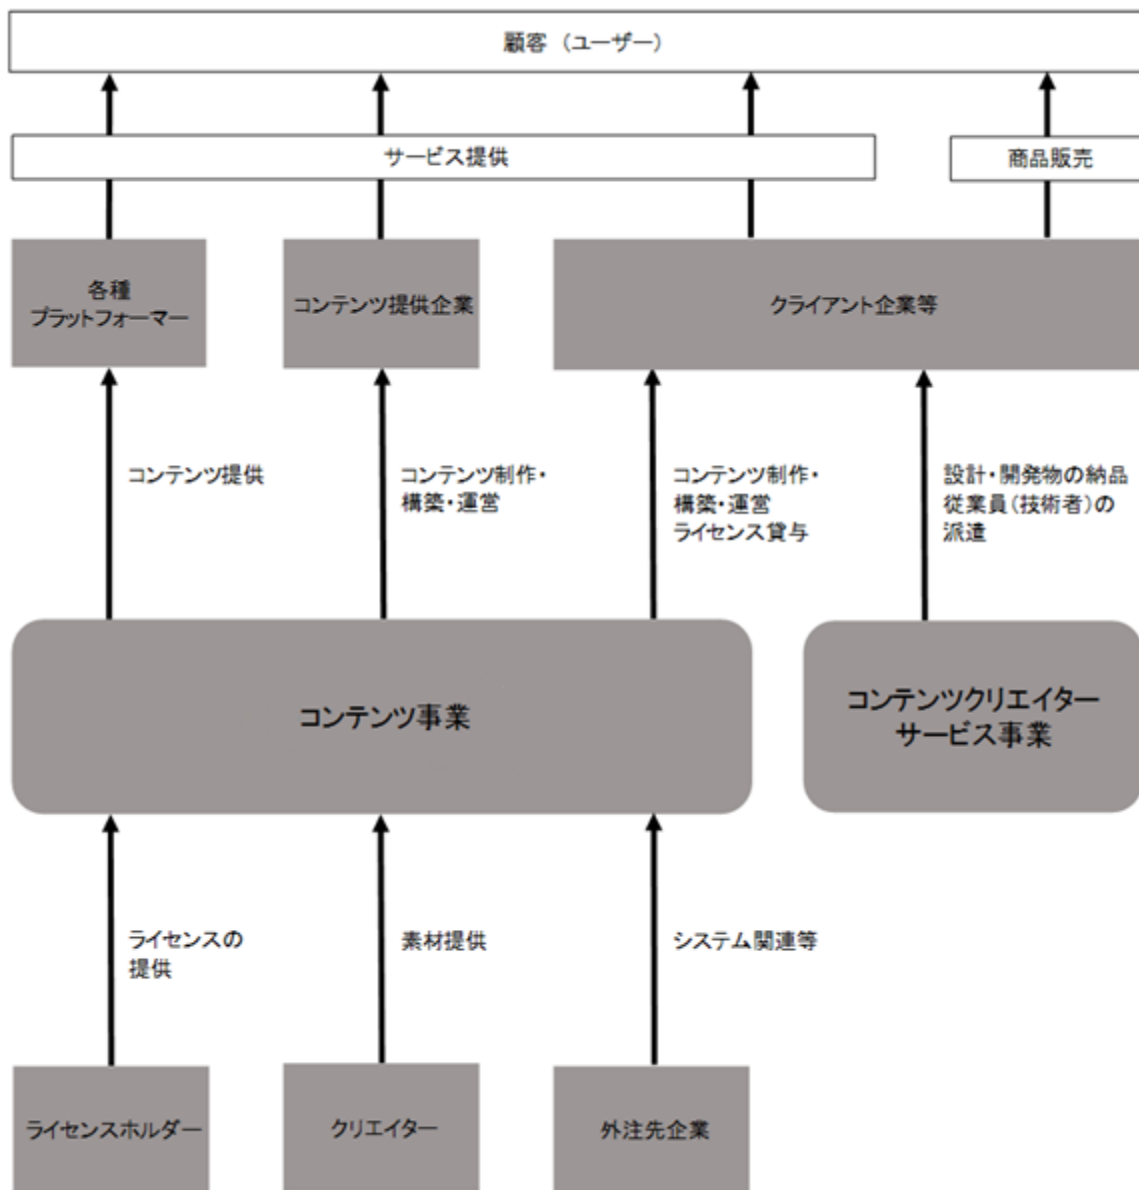 顧客（ユーザー）
サービス提供
商品販売
各種
プラットフォーマー
コンテンツ提供企業
クライアント企業等
コンテンツ提供
コンテンツ制作・
構築・運営
コンテンツ制作・
構築・運営
ライセンス貸与
設計・開発物の納品
従業員（技術者）の
派遣
コンテンツ事業
コンテンツクリエイター
サービス事業
ライセンスの
提供
素材提供
システム関連等
ライセンスホルダー
クリエイター
外注先企業